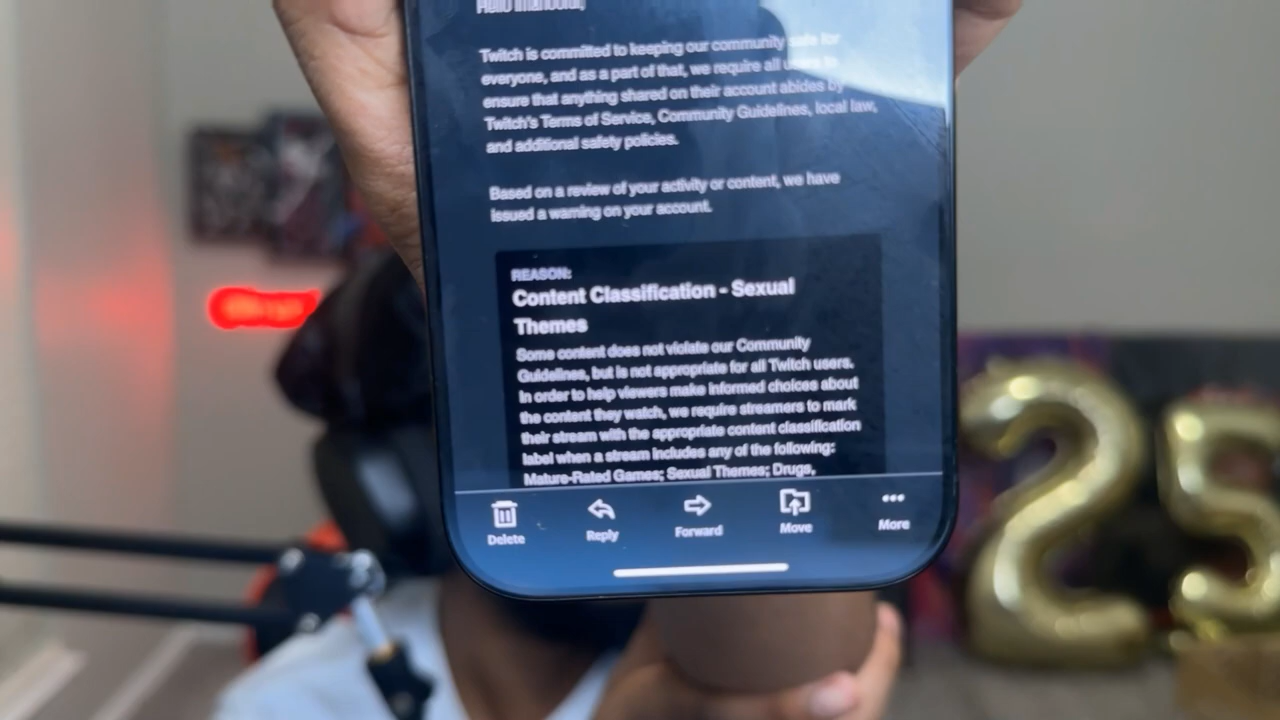 Hello
Twitch is committed to keeping our community safe for
everyone, and as a part of that, we require all users to
ensure that anything shared on their account abides by
Twitch's Terms of Service, Community Guidelines, local law,
and additional safety policies.
Based on a review of your activity or content, we have
issued a warning on your account.
REASON:
Content Classification - Sexual
Themes
Some content does not violate our Community
Guidelines, but is not appropriate for all Twitch users.
In order to help viewers make informed choices about
the content they watch, we require streamers to mark
their stream with the appropriate content classification
label when a stream includes any of the following:
Mature-Rated Games; Sexual Themes; Drugs,
Delete
Reply
Forward
Move
More
25